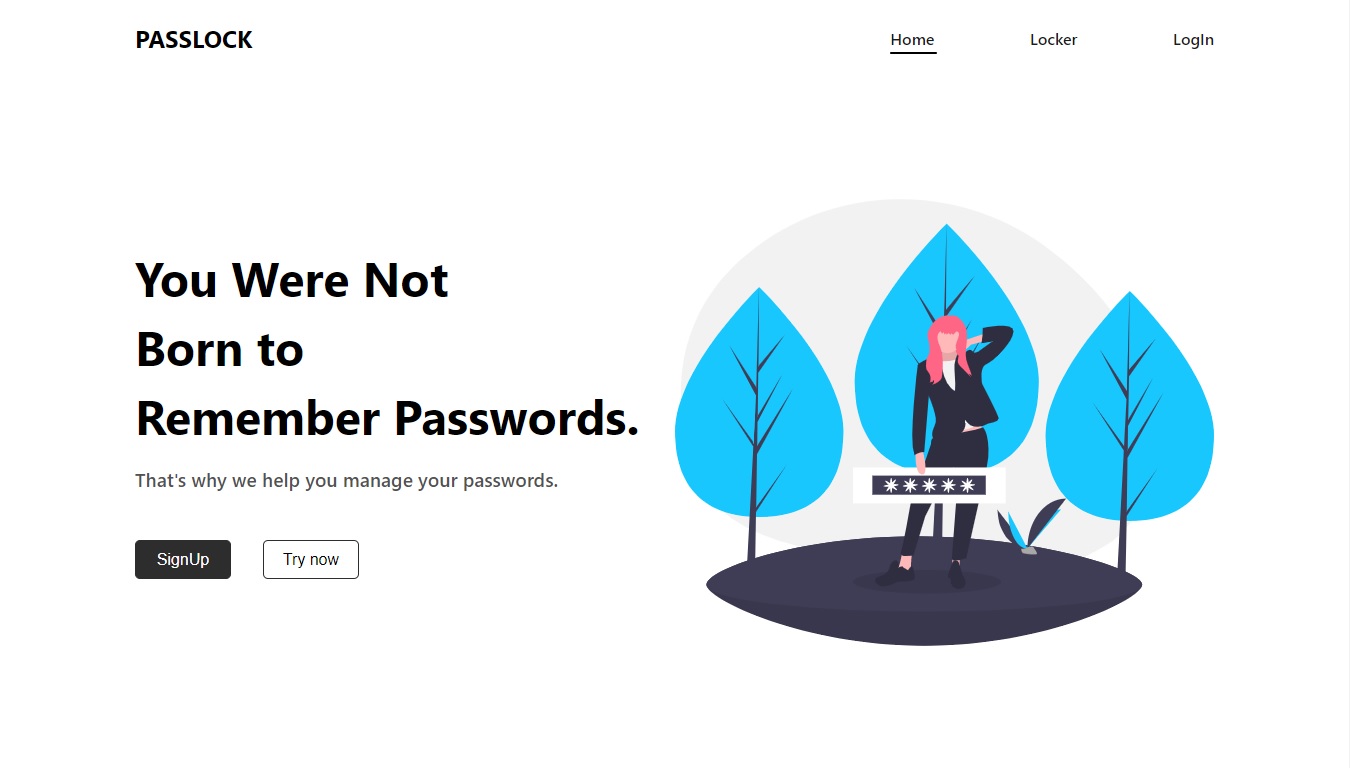 PASSLOCK
Home Locker LogIn
You Were Not
Born to
Remember Passwords.
That's why we help you manage your passwords.
SignUp Try now